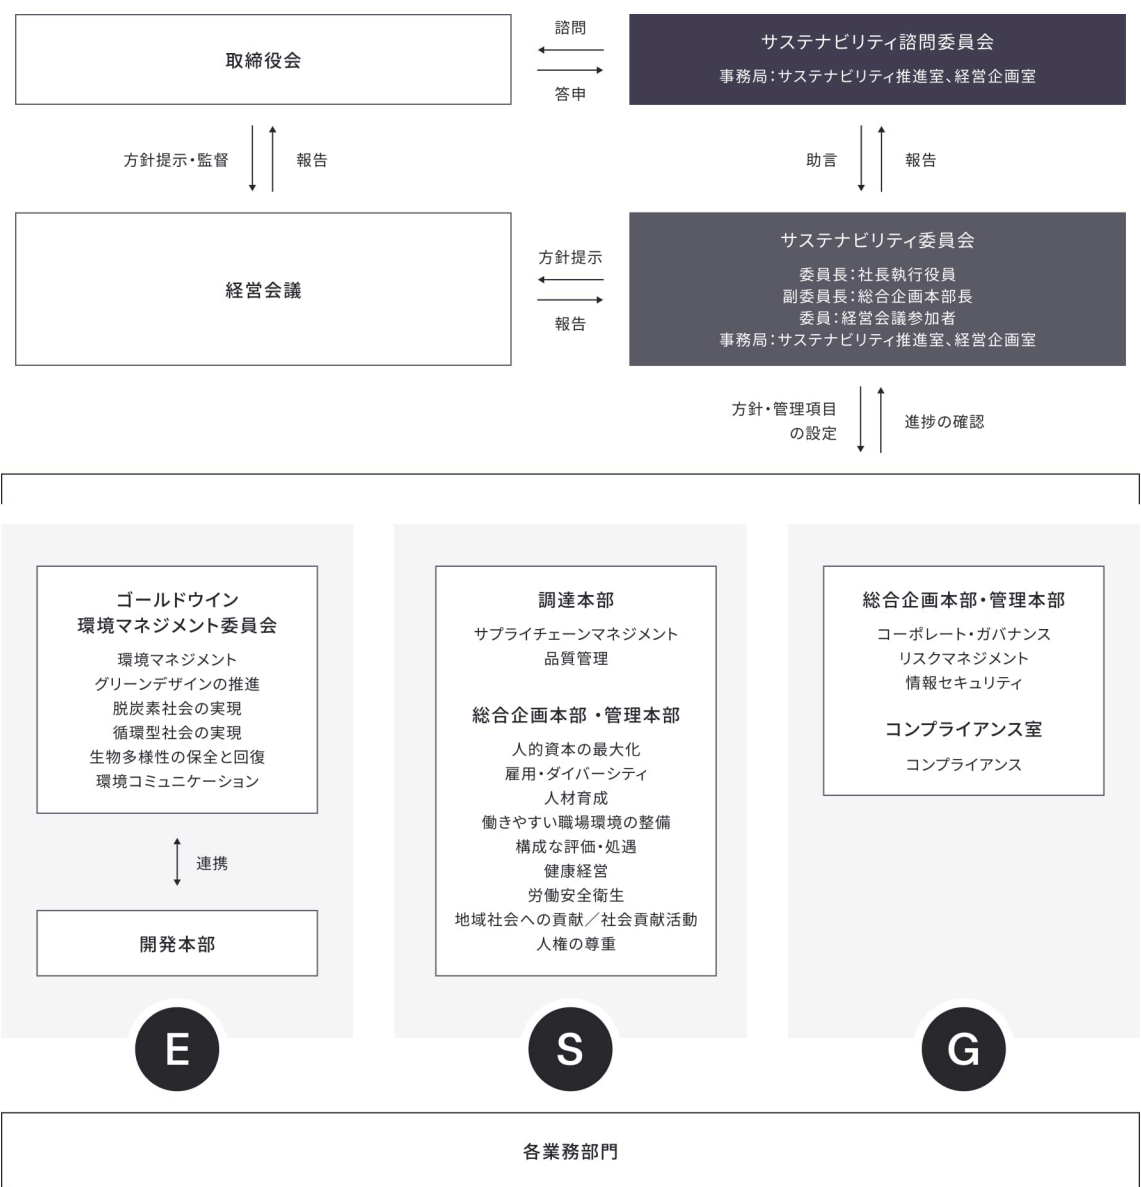 取締役会
諮問
答申
サステナビリティ諮問委員会
事務局：サステナビリティ推進室、経営企画室
方針提示・監督
報告
助言
報告
経営会議
方針提示
報告
サステナビリティ委員会
委員長：社長執行役員
副委員長：総合企画本部長
委員：経営会議参加者
事務局：サステナビリティ推進室、経営企画室
方針・管理項目
の設定
進捗の確認
ゴールドウイン
環境マネジメント委員会
環境マネジメント
グリーンデザインの推進
脱炭素社会の実現
循環型社会の実現
生物多様性の保全と回復
環境コミュニケーション
連携
開発本部
E
調達本部
サプライチェーンマネジメント
品質管理
総合企画本部・管理本部
人的資本の最大化
雇用・ダイバーシティ
人材育成
働きやすい職場環境の整備
構成な評価・処遇
健康経営
労働安全衛生
地域社会への貢献／社会貢献活動
人権の尊重
S
総合企画本部・管理本部
コーポレート・ガバナンス
リスクマネジメント
情報セキュリティ
コンプライアンス室
コンプライアンス
G
各業務部門